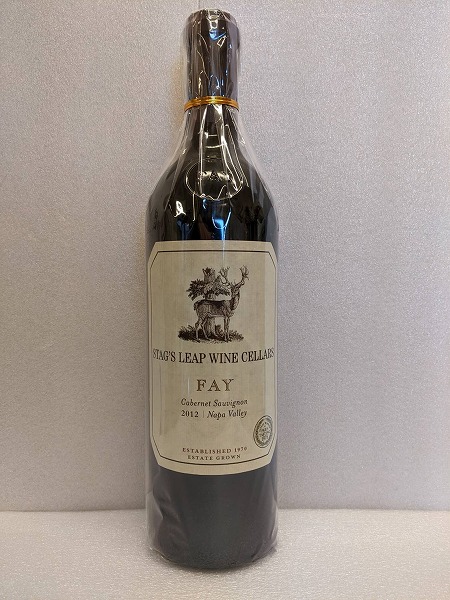 STAG'S LEAP WINE CELLARS
FAY
Cabernet Sauvignon
2012 | Napa Valley
ESTABLISHED 1970
ESTATE GROWN